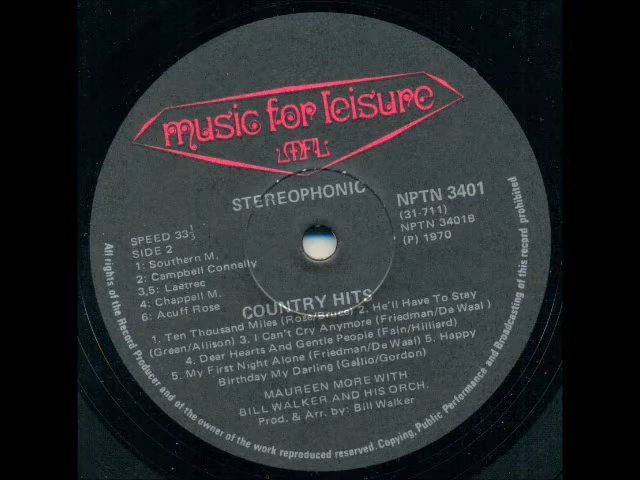 music for leisure
MFL
STEREOPHONIC
NPTN 3401
(31-711)
NPTN 3401B
(P) 1970
SPEED 33 1/3
SIDE 2
1: Southern M.
2: Campbell Connelly
3,5: Laetrec
4: Chappell M.
6: Acuff Rose
COUNTRY HITS
1. Ten Thousand Miles (Rose/Bruce) 2. He'll Have To Stay
(Green/Allison) 3. I Can't Cry Anymore (Friedman/De Waal )
4. Dear Hearts And Gentle People (Fain/Hilliard)
5. My First Night Alone (Friedman/De Waal) 5. Happy
Birthday My Darling (Gallio/Gordon)
MAUREEN MORE WITH
BILL WALKER AND HIS ORCH.
Prod. & Arr. by: Bill Walker
All rights of the Record Producer and of the owner of the work reproduced reserved. Copying, Public Performance and Broadcasting of this record prohibited